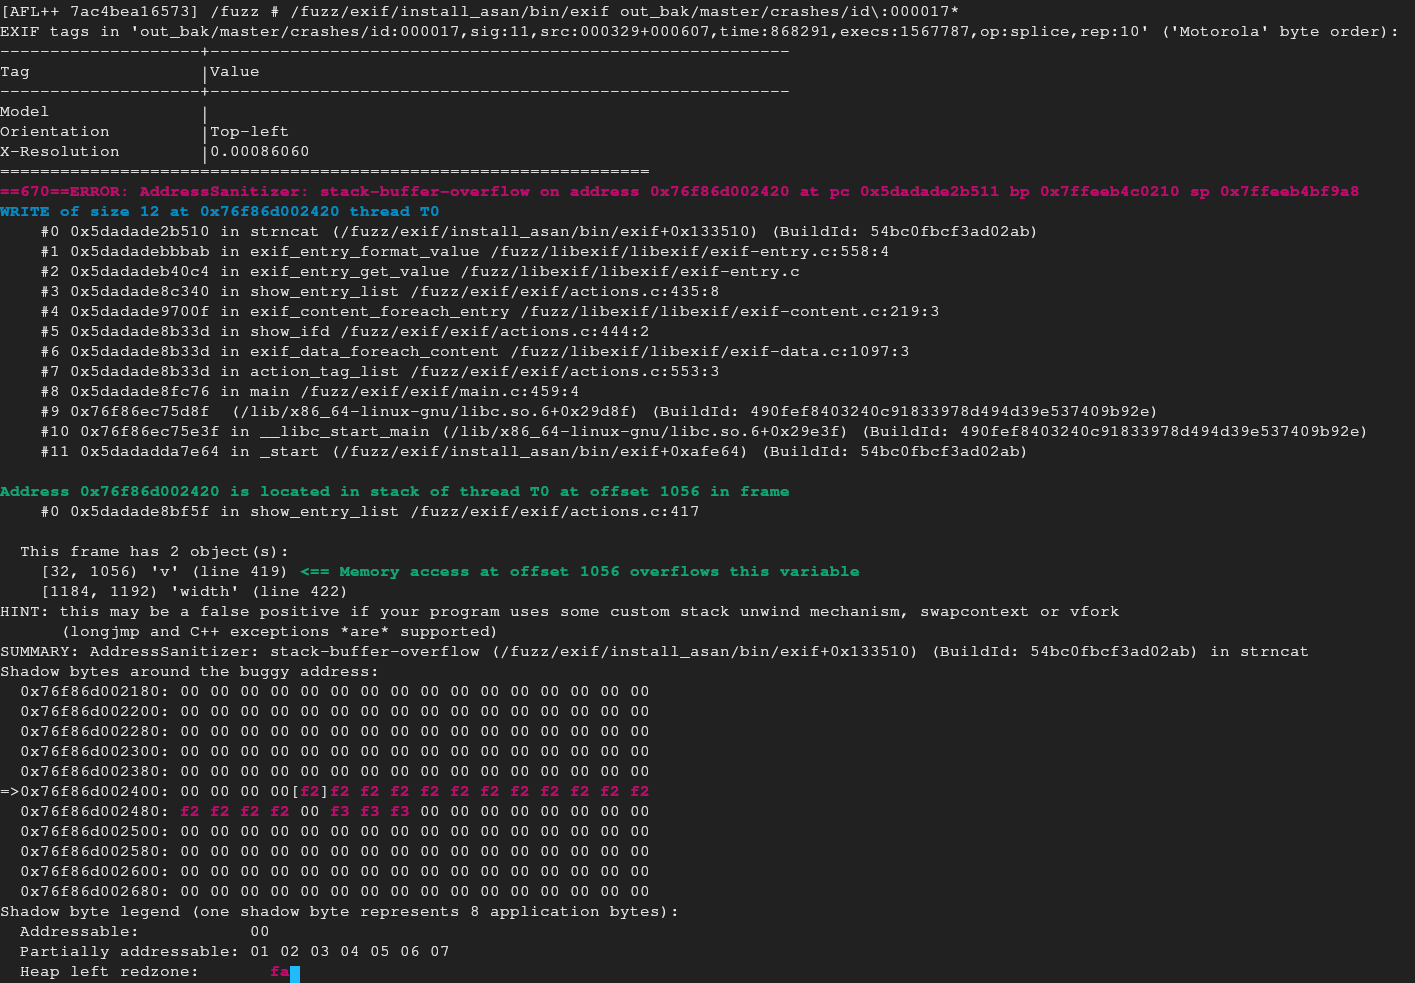 [AFL++ 7ac4bea16573] /fuzz # /fuzz/exif/install_asan/bin/exif out_bak/master/crashes/id\:000017*
EXIF tags in 'out_bak/master/crashes/id:000017,sig:11,src:000329+000607,time:868291,execs:1567787,op:splice,rep:10' ('Motorola' byte order):
--------------------+----------------------------------------------------------
Tag                 |Value
--------------------+----------------------------------------------------------
Model               |
Orientation         |Top-left
X-Resolution        |0.00086060
=================================================================
==670==ERROR: AddressSanitizer: stack-buffer-overflow on address 0x76f86d002420 at pc 0x5dadade2b511 bp 0x7ffeeb4c0210 sp 0x7ffeeb4bf9a8
WRITE of size 12 at 0x76f86d002420 thread T0
    #0 0x5dadade2b510 in strncat (/fuzz/exif/install_asan/bin/exif+0x133510) (BuildId: 54bc0fbcf3ad02ab)
    #1 0x5dadadebbbab in exif_entry_format_value /fuzz/libexif/libexif/exif-entry.c:558:4
    #2 0x5dadadeb40c4 in exif_entry_get_value /fuzz/libexif/libexif/exif-entry.c
    #3 0x5dadade8c340 in show_entry_list /fuzz/exif/exif/actions.c:435:8
    #4 0x5dadade9700f in exif_content_foreach_entry /fuzz/libexif/libexif/exif-content.c:219:3
    #5 0x5dadade8b33d in show_ifd /fuzz/exif/exif/actions.c:444:2
    #6 0x5dadade8b33d in exif_data_foreach_content /fuzz/libexif/libexif/exif-data.c:1097:3
    #7 0x5dadade8b33d in action_tag_list /fuzz/exif/exif/actions.c:553:3
    #8 0x5dadade8fc76 in main /fuzz/exif/exif/main.c:459:4
    #9 0x76f86ec75d8f  (/lib/x86_64-linux-gnu/libc.so.6+0x29d8f) (BuildId: 490fef8403240c91833978d494d39e537409b92e)
    #10 0x76f86ec75e3f in __libc_start_main (/lib/x86_64-linux-gnu/libc.so.6+0x29e3f) (BuildId: 490fef8403240c91833978d494d39e537409b92e)
    #11 0x5dadadda7e64 in _start (/fuzz/exif/install_asan/bin/exif+0xafe64) (BuildId: 54bc0fbcf3ad02ab)

Address 0x76f86d002420 is located in stack of thread T0 at offset 1056 in frame
    #0 0x5dadade8bf5f in show_entry_list /fuzz/exif/exif/actions.c:417

  This frame has 2 object(s):
    [32, 1056) 'v' (line 419) <== Memory access at offset 1056 overflows this variable
    [1184, 1192) 'width' (line 422)
HINT: this may be a false positive if your program uses some custom stack unwind mechanism, swapcontext or vfork
      (longjmp and C++ exceptions *are* supported)
SUMMARY: AddressSanitizer: stack-buffer-overflow (/fuzz/exif/install_asan/bin/exif+0x133510) (BuildId: 54bc0fbcf3ad02ab) in strncat
Shadow bytes around the buggy address:
  0x76f86d002180: 00 00 00 00 00 00 00 00 00 00 00 00 00 00 00 00
  0x76f86d002200: 00 00 00 00 00 00 00 00 00 00 00 00 00 00 00 00
  0x76f86d002280: 00 00 00 00 00 00 00 00 00 00 00 00 00 00 00 00
  0x76f86d002300: 00 00 00 00 00 00 00 00 00 00 00 00 00 00 00 00
  0x76f86d002380: 00 00 00 00 00 00 00 00 00 00 00 00 00 00 00 00
=>0x76f86d002400: 00 00 00 00[f2]f2 f2 f2 f2 f2 f2 f2 f2 f2 f2 f2
  0x76f86d002480: f2 f2 f2 f2 00 f3 f3 f3 00 00 00 00 00 00 00 00
  0x76f86d002500: 00 00 00 00 00 00 00 00 00 00 00 00 00 00 00 00
  0x76f86d002580: 00 00 00 00 00 00 00 00 00 00 00 00 00 00 00 00
  0x76f86d002600: 00 00 00 00 00 00 00 00 00 00 00 00 00 00 00 00
  0x76f86d002680: 00 00 00 00 00 00 00 00 00 00 00 00 00 00 00 00
Shadow byte legend (one shadow byte represents 8 application bytes):
  Addressable:           00
  Partially addressable: 01 02 03 04 05 06 07
  Heap left redzone:       fa